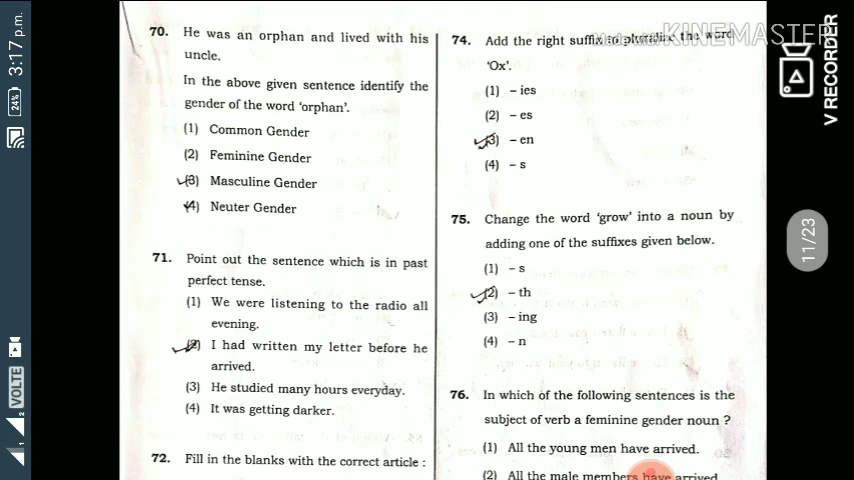 3:17 p.m.
24%
VOLTE
1
2
70. He was an orphan and lived with his
uncle.
In the above given sentence identify the
gender of the word 'orphan'.
(1) Common Gender
(2) Feminine Gender
(3) Masculine Gender
(4) Neuter Gender
71. Point out the sentence which is in past
perfect tense.
(1) We were listening to the radio all
evening.
(2) I had written my letter before he
arrived.
(3) He studied many hours everyday.
(4) It was getting darker.
72. Fill in the blanks with the correct article :
Made with KINEMASTER
74. Add the right suffix to pluralise the word
'Ox'.
(1) – ies
(2) – es
(3) – en
(4) – s
75. Change the word 'grow' into a noun by
adding one of the suffixes given below.
(1) – s
(2) – th
(3) – ing
(4) – n
76. In which of the following sentences is the
subject of verb a feminine gender noun ?
(1) All the young men have arrived.
(2) All the male members have arrived
V RECORDER
11/23